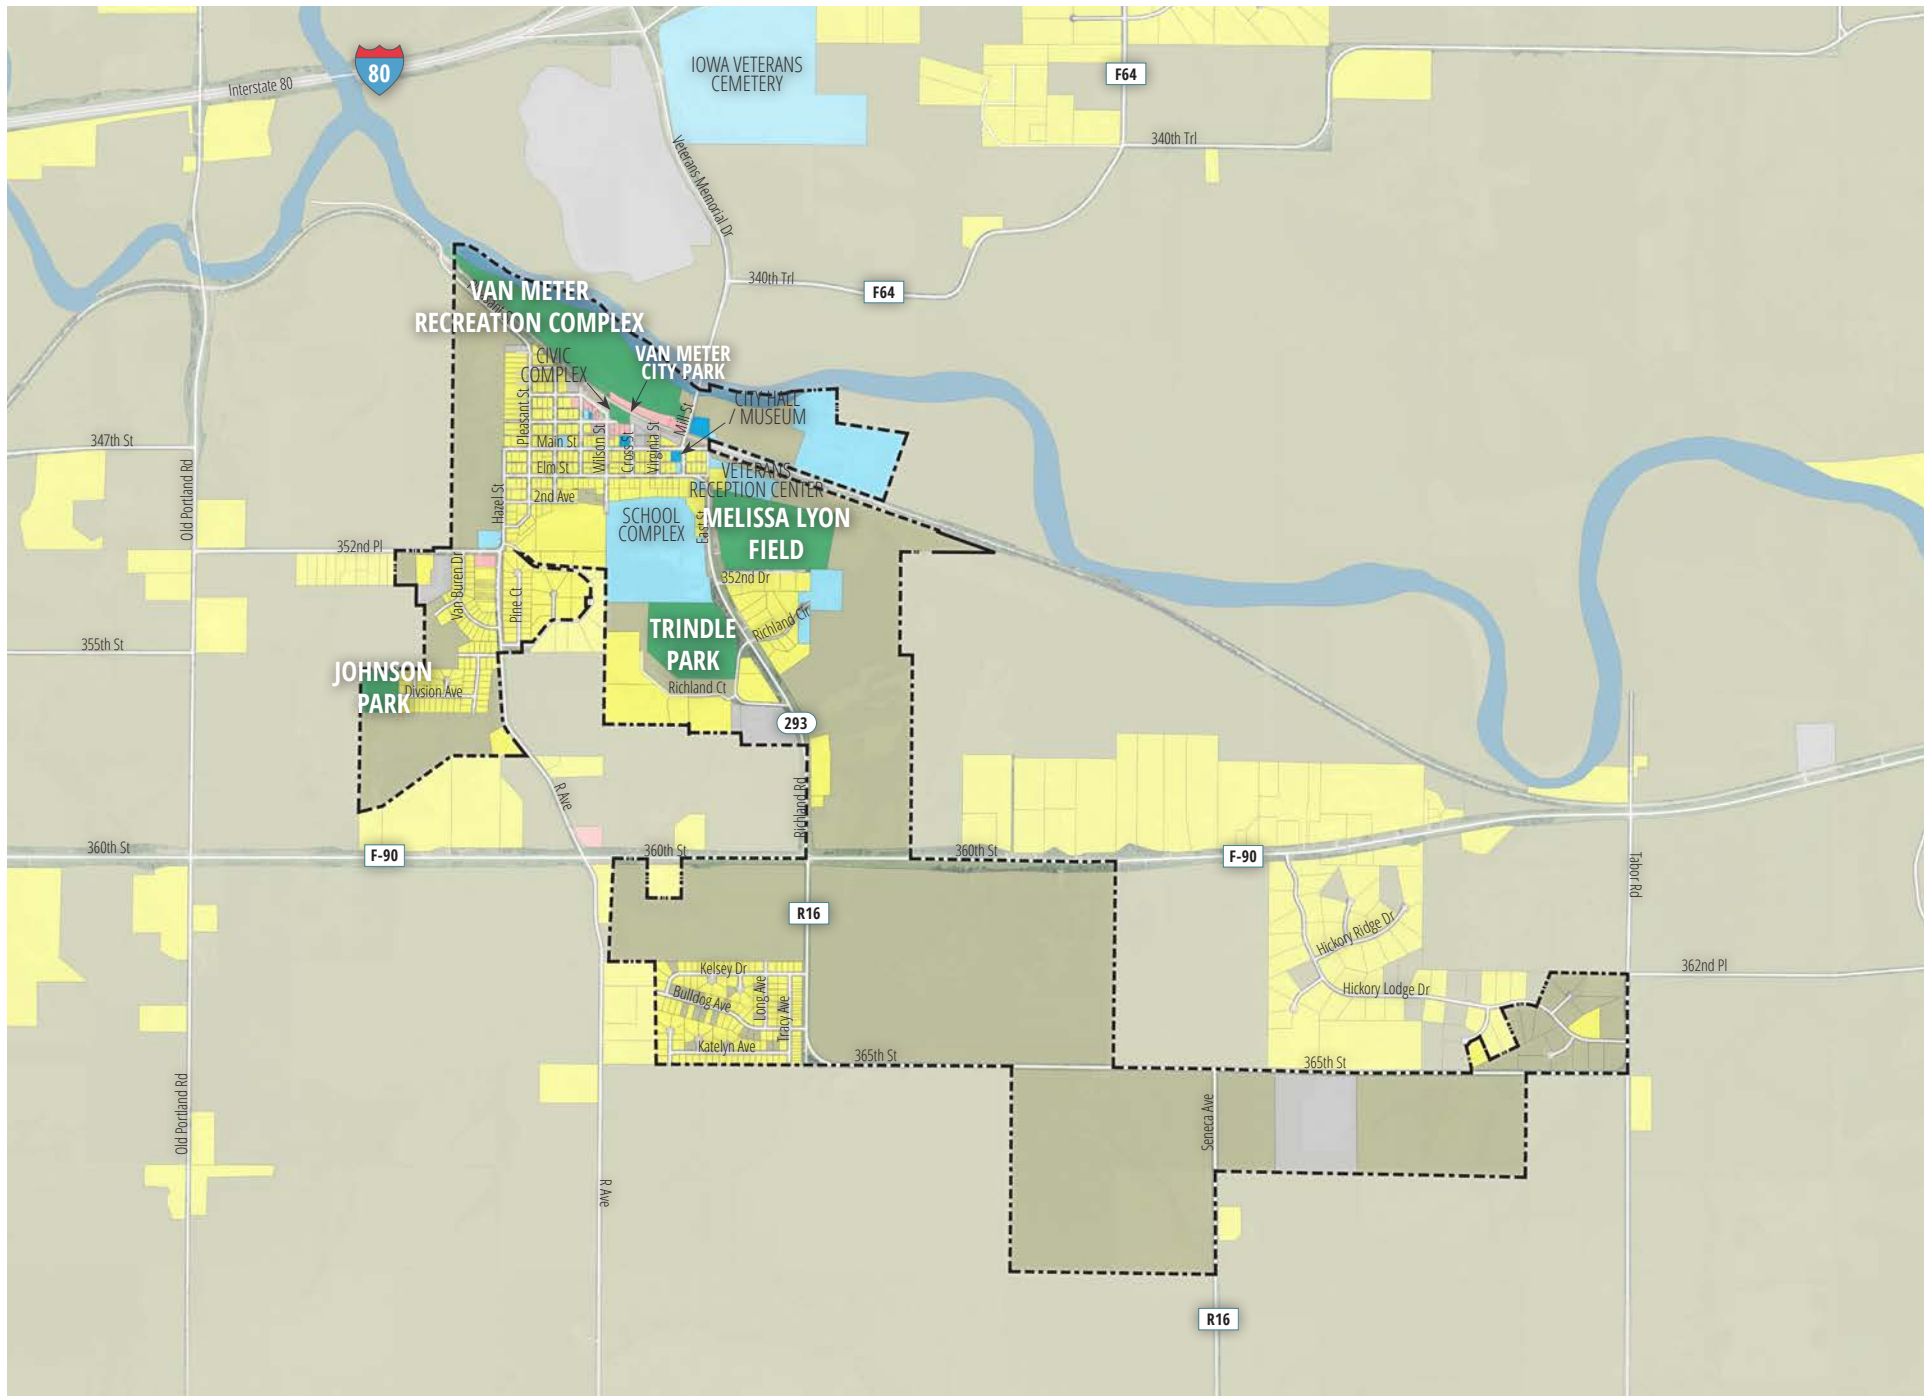 IOWA VETERANS
CEMETERY
80
Interstate 80
F64
340th Trl
Veterans Memorial Dr
340th Trl
F64
VAN METER
RECREATION COMPLEX
CIVIC
COMPLEX
VAN METER
CITY PARK
CITY HALL
/ MUSEUM
Pleasant St
Mill St
347th St
Main St
Wilson St
Cross St
Virginia St
Elm St
Old Portland Rd
Hazel St
2nd Ave
VETERANS
RECEPTION CENTER
SCHOOL
COMPLEX
East St
MELISSA LYON
FIELD
352nd Pl
Van Buren Dr
Pine Ct
352nd Dr
Richland Cir
355th St
TRINDLE
PARK
JOHNSON
PARK
Divsion Ave
Richland Ct
293
R Ave
Richland Rd
360th St
F-90
360th St
360th St
F-90
Tabor Rd
R16
Hickory Ridge Dr
Kelsey Dr
362nd Pl
Bulldog Ave
Long Ave
Tracy Ave
Hickory Lodge Dr
Katelyn Ave
365th St
365th St
Old Portland Rd
Seneca Ave
R Ave
R16